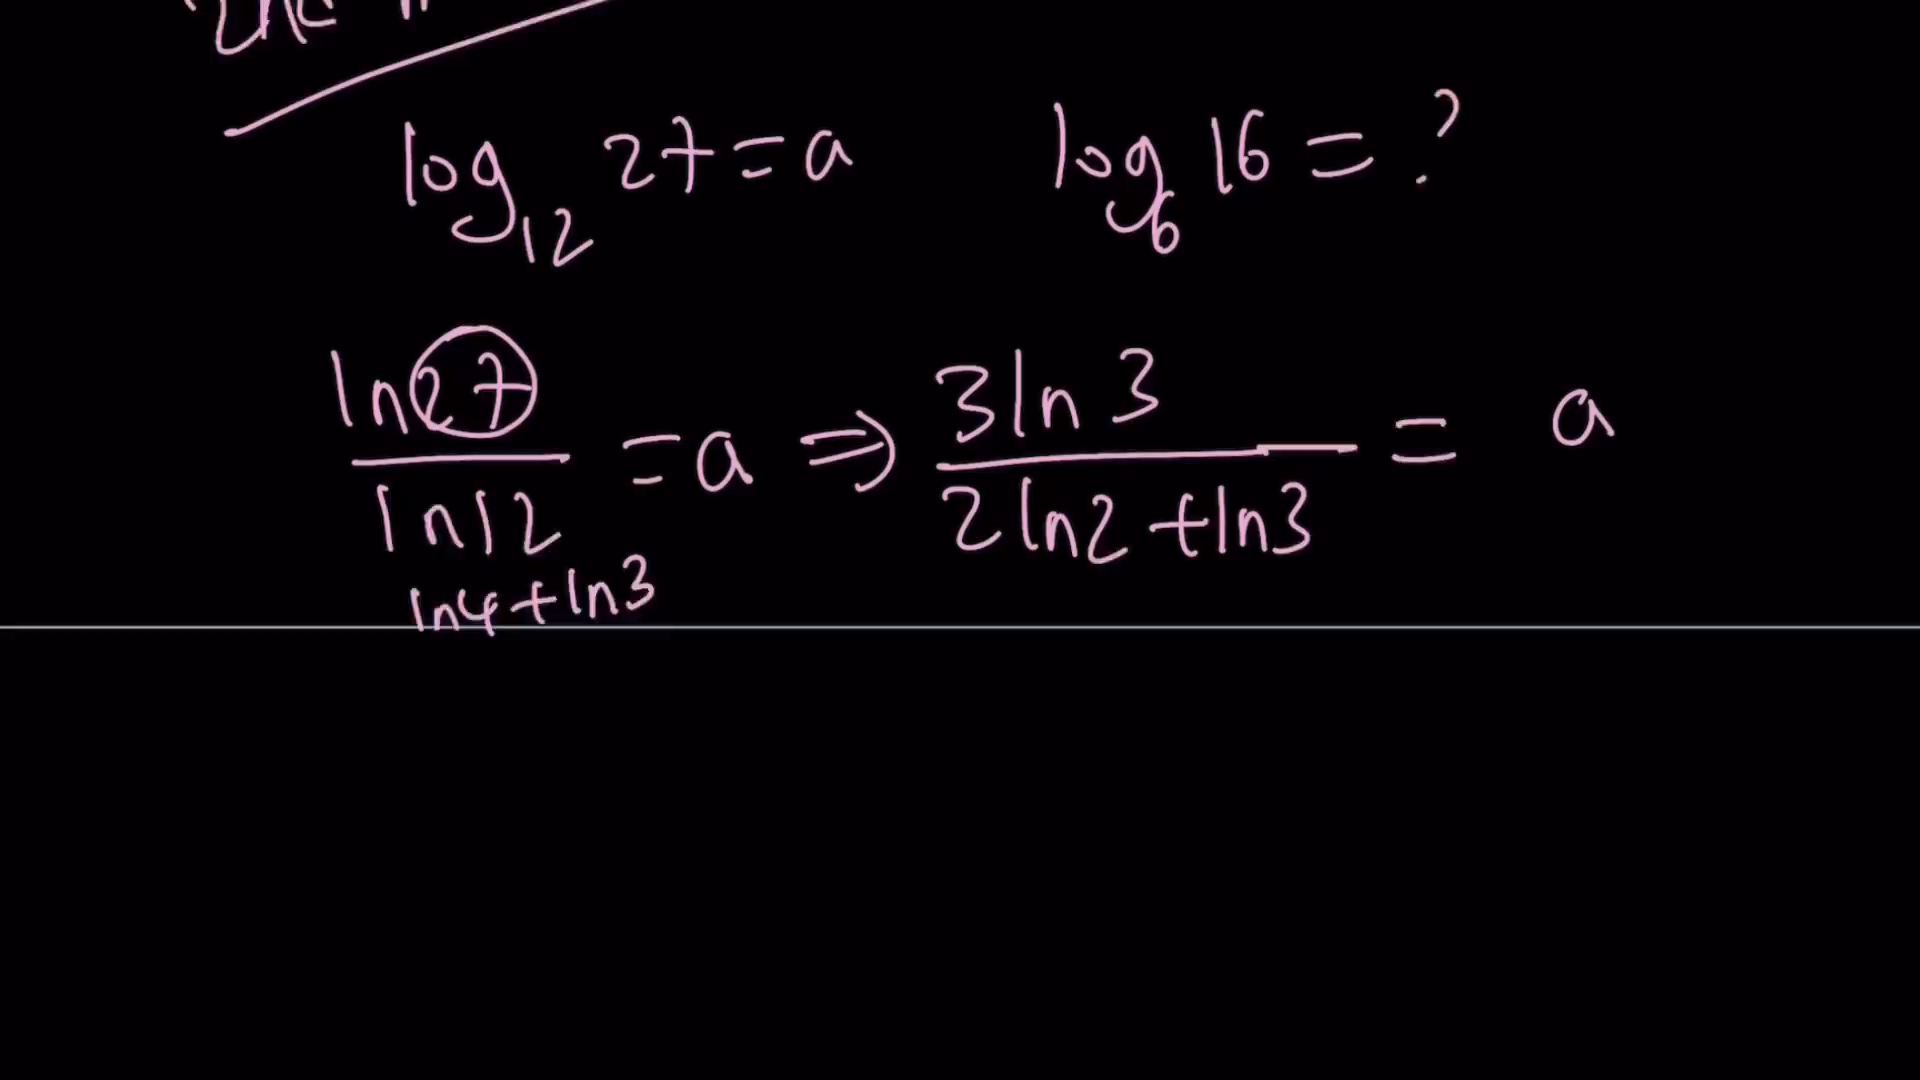 log₁₂ 27 = a log₆ 16 = ?
ln27/ln12 = a ⇒ 3ln3/(2ln2+ln3) = a
ln4+ln3